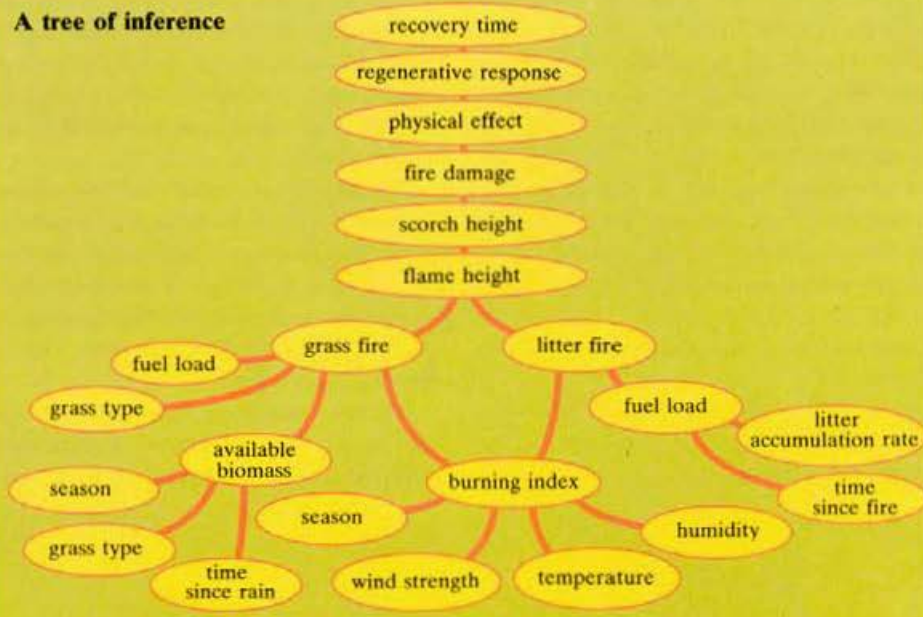 A tree of inference
recovery time
regenerative response
physical effect
fire damage
scorch height
flame height
grass fire
litter fire
fuel load
grass type
fuel load
litter
accumulation rate
available
biomass
season
burning index
time
since fire
season
humidity
grass type
time
since rain
wind strength
temperature